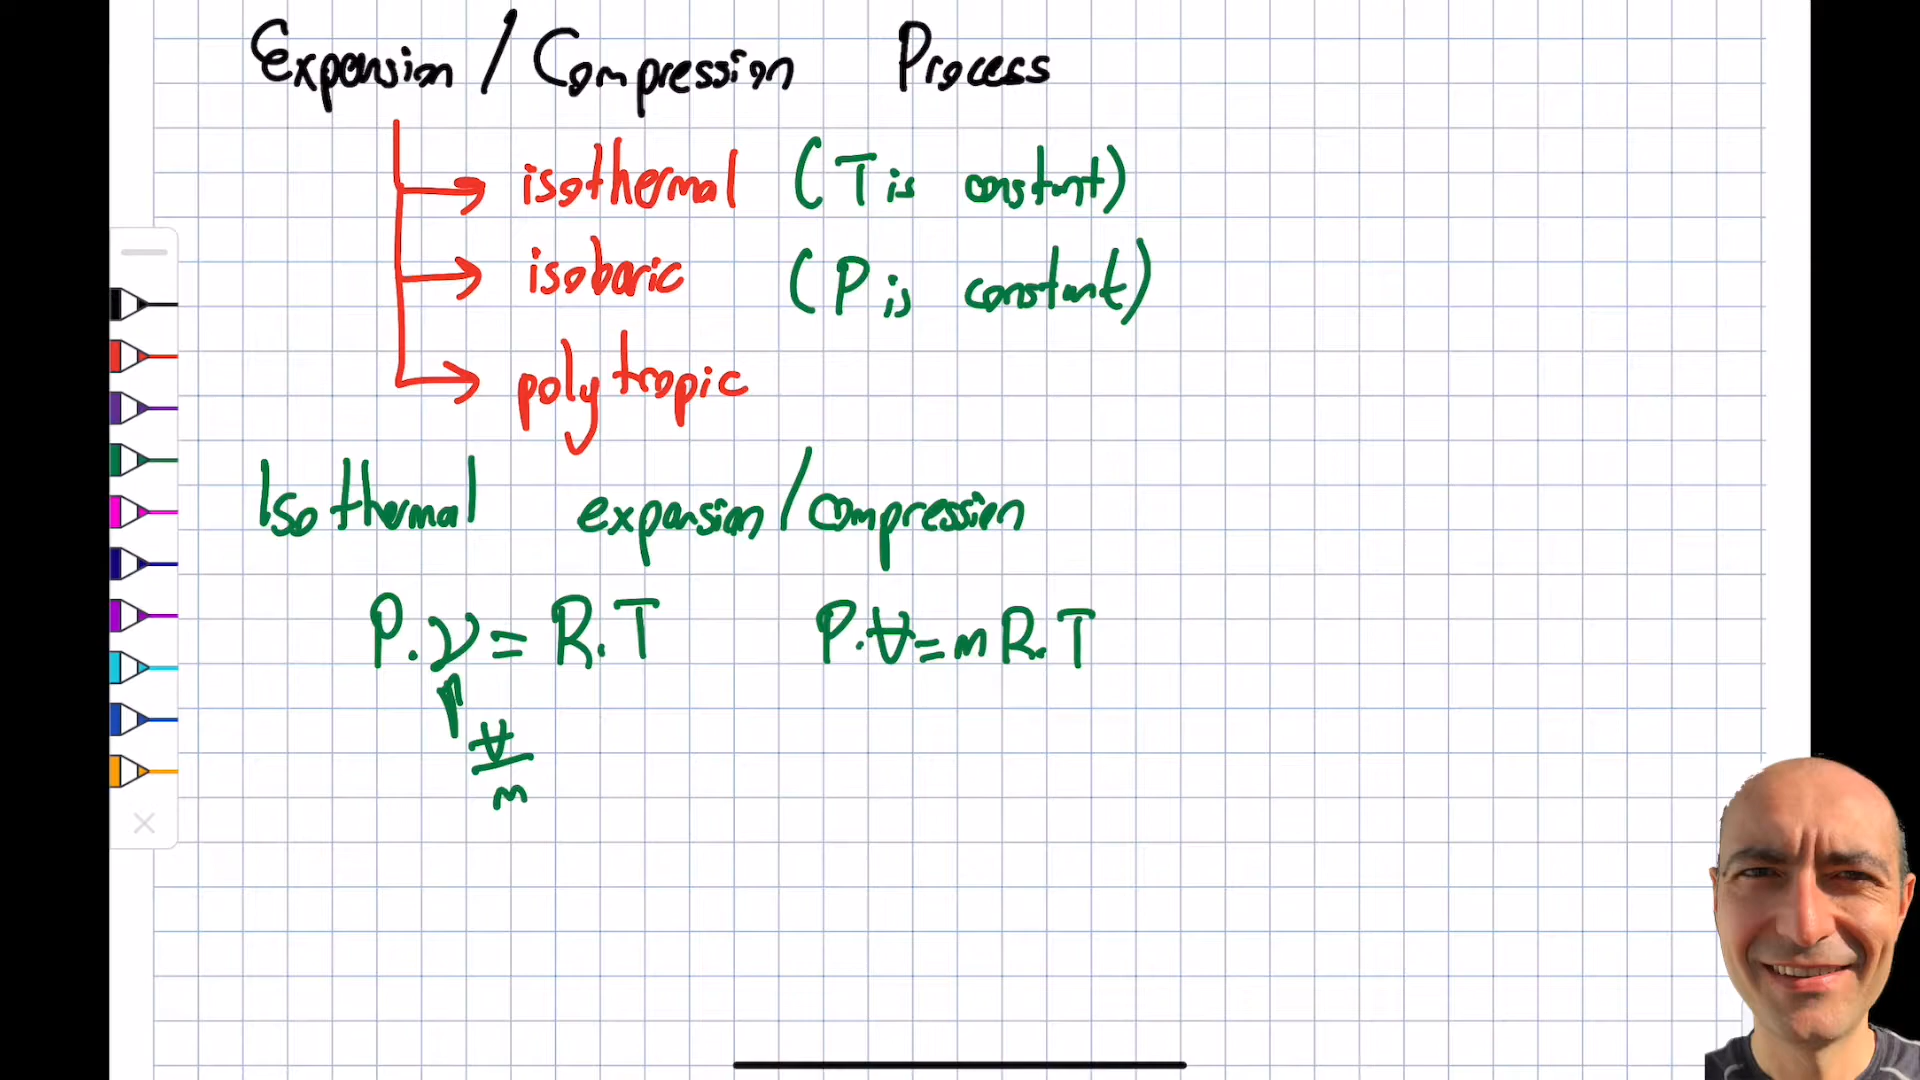 Expansion / Compression Process
isothermal (T is constant)
isobaric (P is constant)
polytropic
Isothermal expansion/compression
P.ν = R.T P.V̶ = mR.T
V̶
m